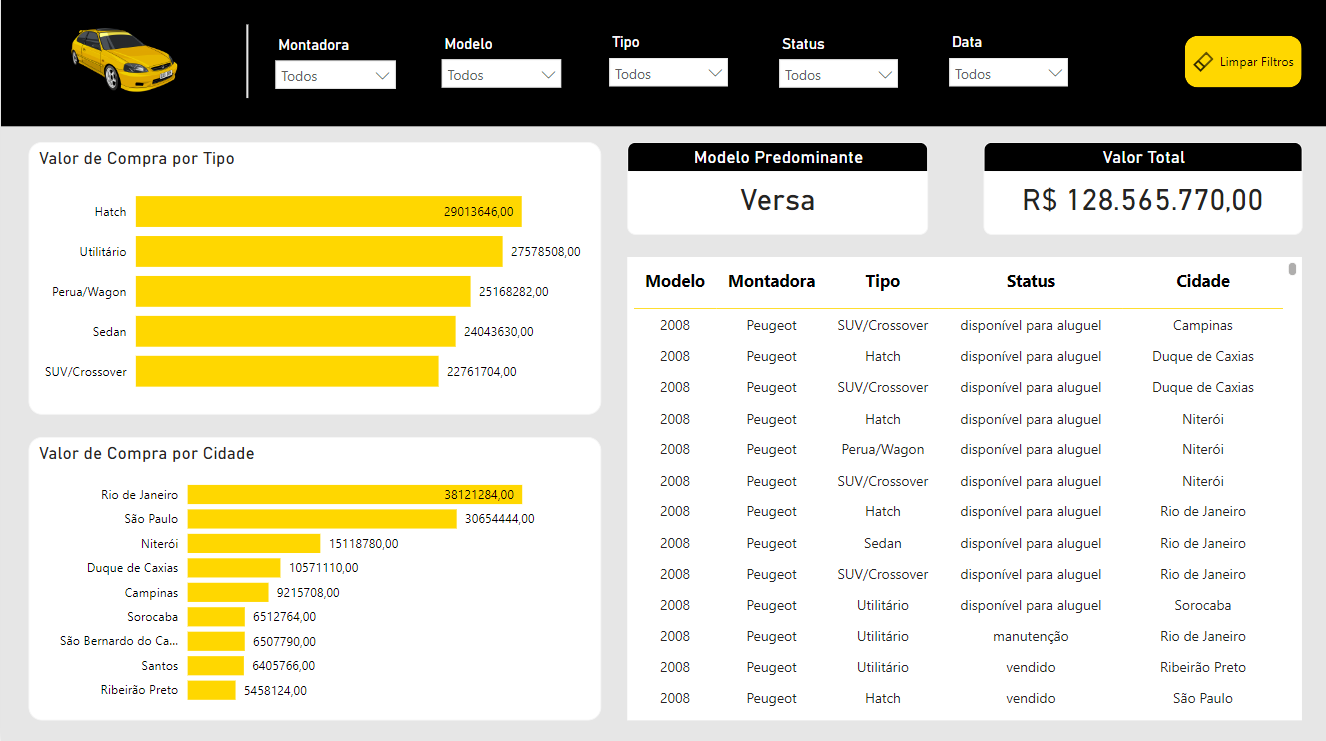 Montadora
Todos
Modelo
Todos
Tipo
Todos
Status
Todos
Data
Todos
Limpar Filtros
Valor de Compra por Tipo
Hatch 29013646,00
Utilitário 27578508,00
Perua/Wagon 25168282,00
Sedan 24043630,00
SUV/Crossover 22761704,00
Valor de Compra por Cidade
Rio de Janeiro 38121284,00
São Paulo 30654444,00
Niterói 15118780,00
Duque de Caxias 10571110,00
Campinas 9215708,00
Sorocaba 6512764,00
São Bernardo do Ca... 6507790,00
Santos 6405766,00
Ribeirão Preto 5458124,00
Modelo Predominante
Versa
Valor Total
R$ 128.565.770,00
Modelo Montadora Tipo Status Cidade
2008 Peugeot SUV/Crossover disponível para aluguel Campinas
2008 Peugeot Hatch disponível para aluguel Duque de Caxias
2008 Peugeot SUV/Crossover disponível para aluguel Duque de Caxias
2008 Peugeot Hatch disponível para aluguel Niterói
2008 Peugeot Perua/Wagon disponível para aluguel Niterói
2008 Peugeot SUV/Crossover disponível para aluguel Niterói
2008 Peugeot Hatch disponível para aluguel Rio de Janeiro
2008 Peugeot Sedan disponível para aluguel Rio de Janeiro
2008 Peugeot SUV/Crossover disponível para aluguel Rio de Janeiro
2008 Peugeot Utilitário disponível para aluguel Sorocaba
2008 Peugeot Utilitário manutenção Rio de Janeiro
2008 Peugeot Utilitário vendido Ribeirão Preto
2008 Peugeot Hatch vendido São Paulo